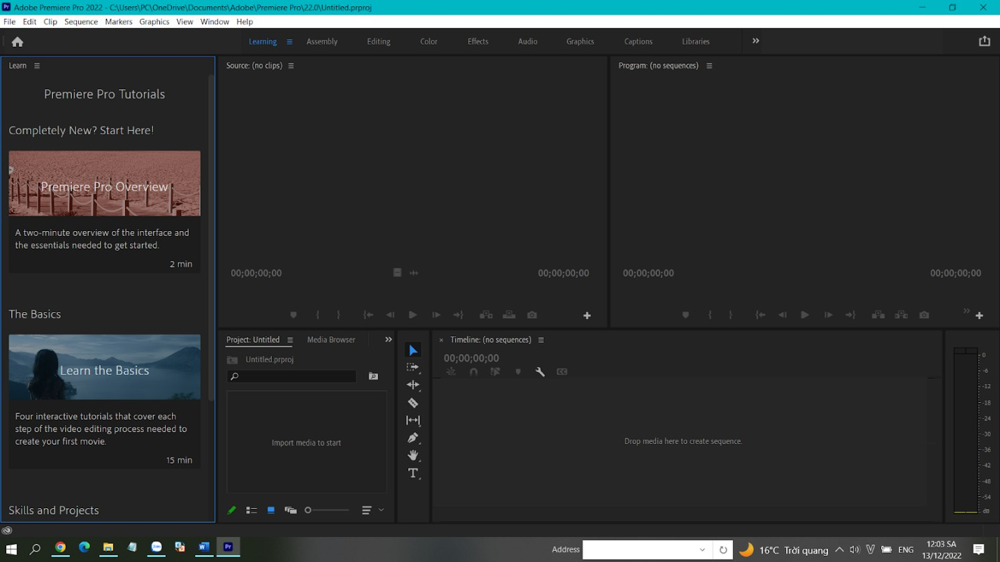 Adobe Premiere Pro 2022 - C:\Users\PC\OneDrive\Documents\Adobe\Premiere Pro\22.0\Untitled.prproj
File Edit Clip Sequence Markers Graphics View Window Help
Learning Assembly Editing Color Effects Audio Graphics Captions Libraries
Learn
Premiere Pro Tutorials
Completely New? Start Here!
Premiere Pro Overview
A two-minute overview of the interface and
the essentials needed to get started.
2 min
The Basics
Learn the Basics
Four interactive tutorials that cover each
step of the video editing process needed to
create your first movie.
15 min
Skills and Projects
Source: (no clips)
00;00;00;00 00;00;00;00
Program: (no sequences)
00;00;00;00 00;00;00;00
Project: Untitled Media Browser
Untitled.prproj
Import media to start
Timeline: (no sequences)
00;00;00;00
Drop media here to create sequence.
0
-6
-12
-18
-24
-30
-36
-42
-48
-54
dB
Address
16°C Trời quang
ENG
12:03 SA
13/12/2022